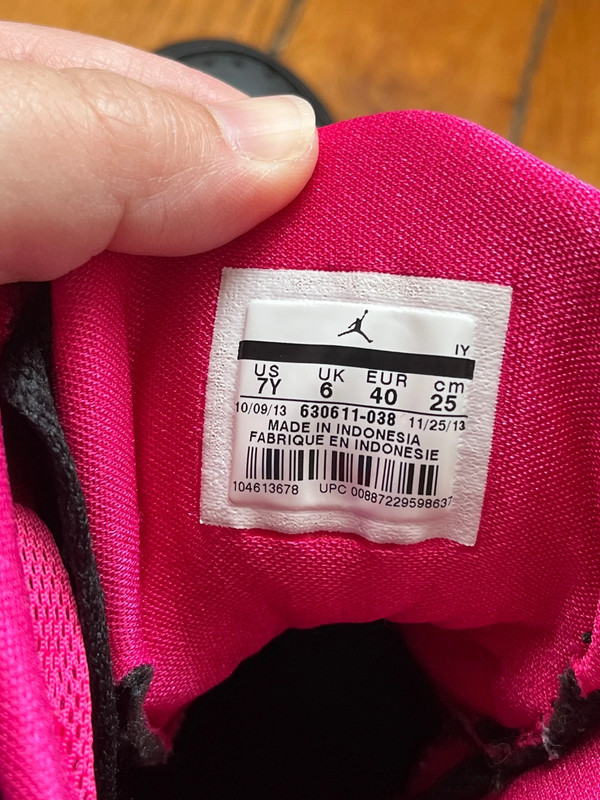 IY
US UK EUR cm
7Y 6 40 25
10/09/13 630611-038 11/25/13
MADE IN INDONESIA
FABRIQUE EN INDONESIE
104613678 UPC 00887229598637